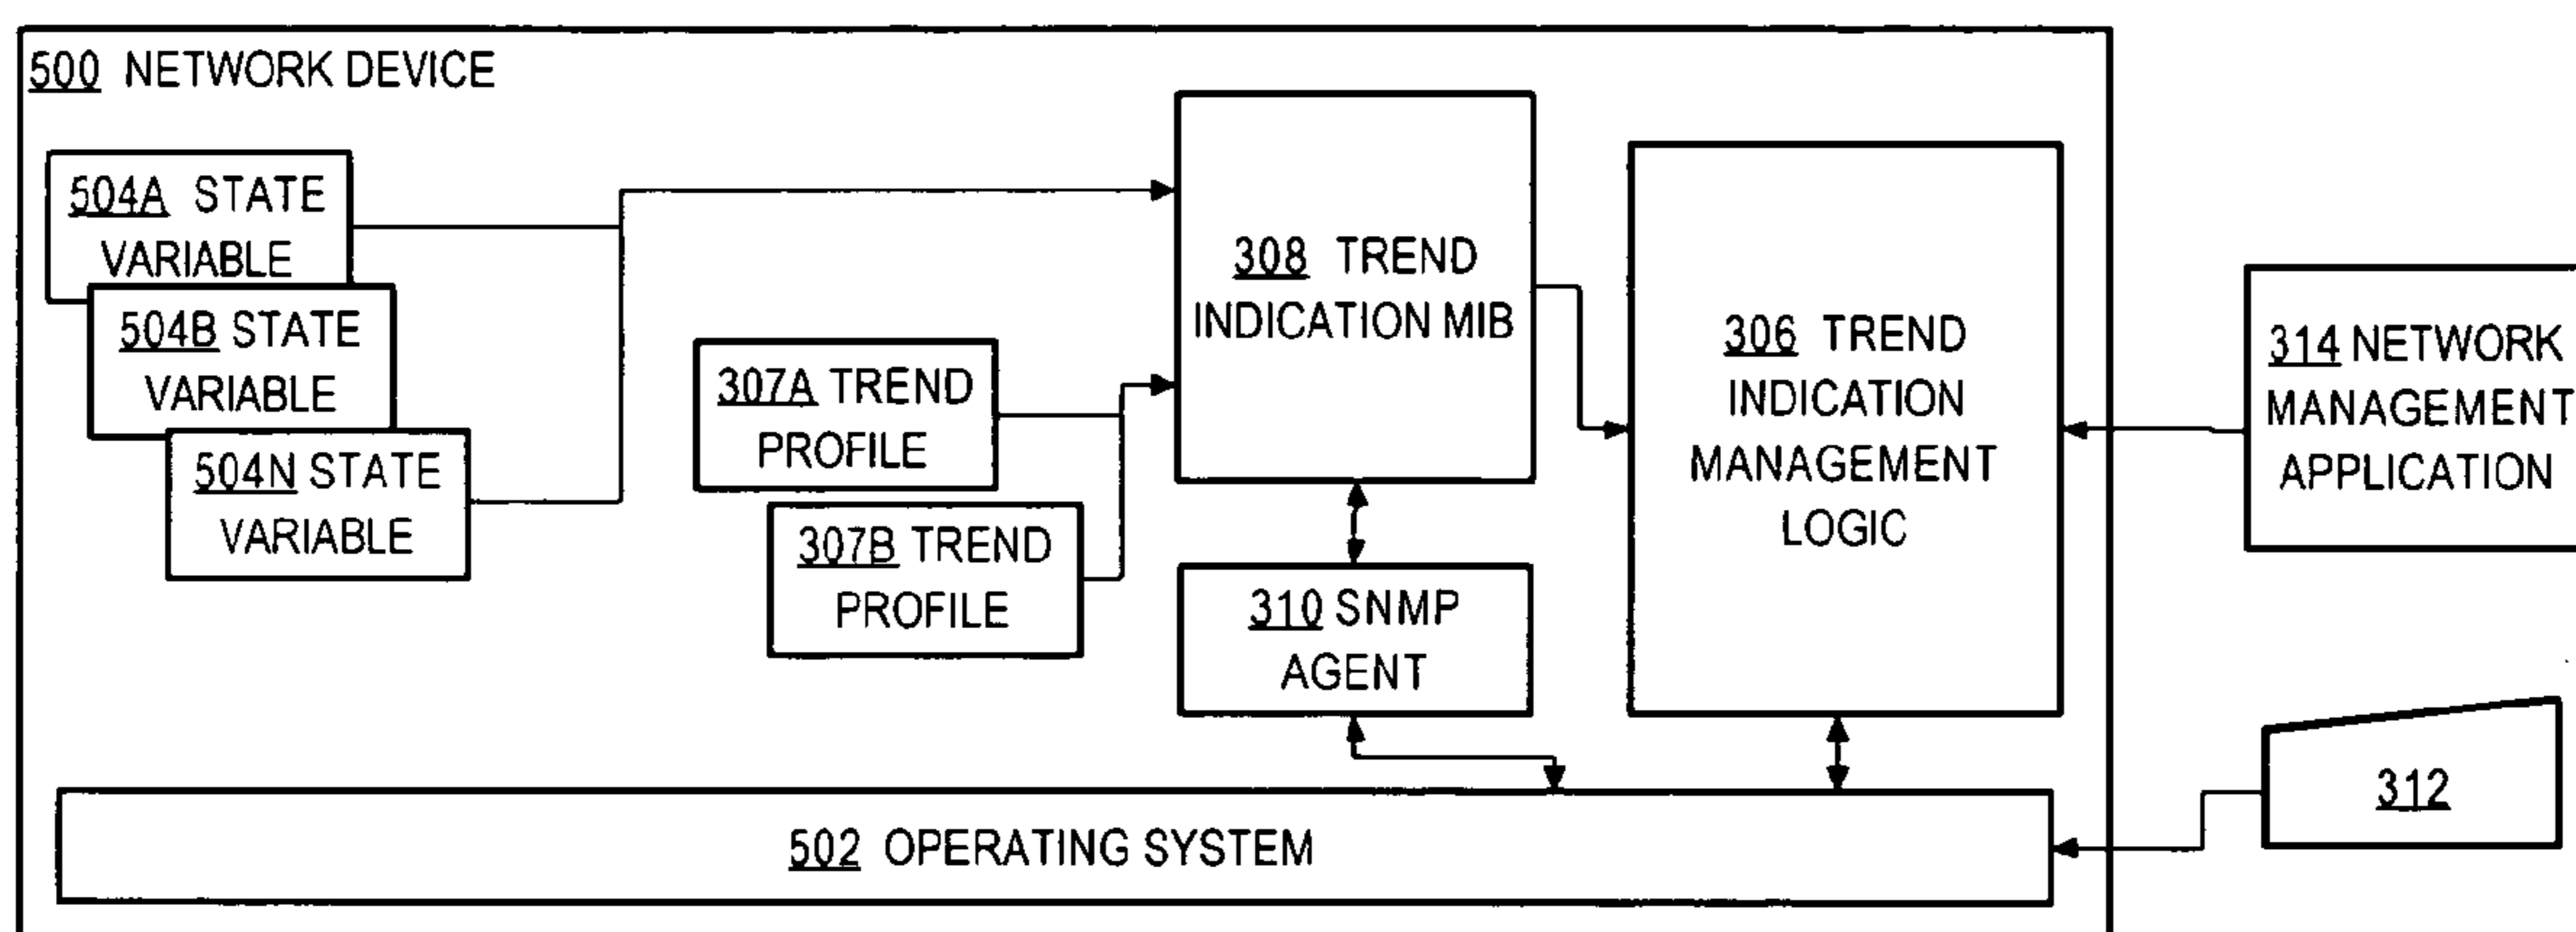 500 NETWORK DEVICE
504A STATE
VARIABLE
504B STATE
VARIABLE
504N STATE
VARIABLE
307A TREND
PROFILE
307B TREND
PROFILE
308 TREND
INDICATION MIB
310 SNMP
AGENT
306 TREND
INDICATION
MANAGEMENT
LOGIC
314 NETWORK
MANAGEMENT
APPLICATION
312
502 OPERATING SYSTEM